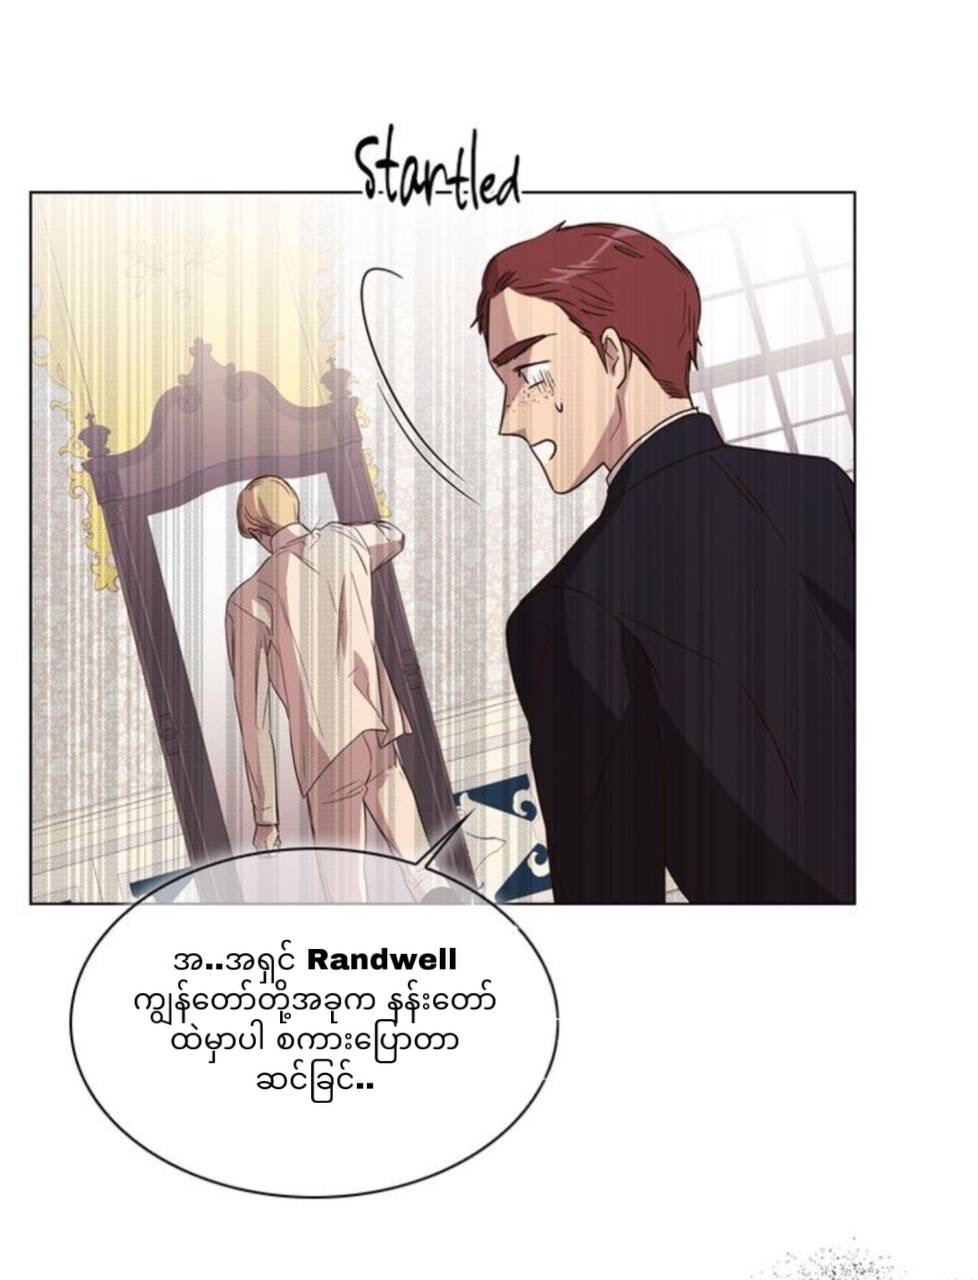 Startled
အ..အရှင် Randwell
ကျွန်တော်တို့အခုက နန်းတော်
ထဲမှာပါ စကားပြောတာ
ဆင်ခြင်..